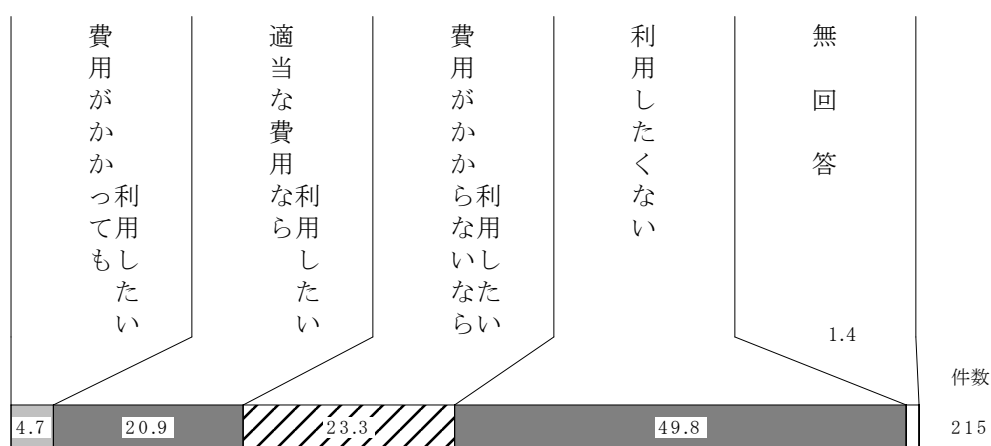 費用がかかっても
利用したい
適当な費用なら
利用したい
費用がかからないなら
利用したい
利用したくない
無回答
1.4
件数
4.7
20.9
23.3
49.8
215